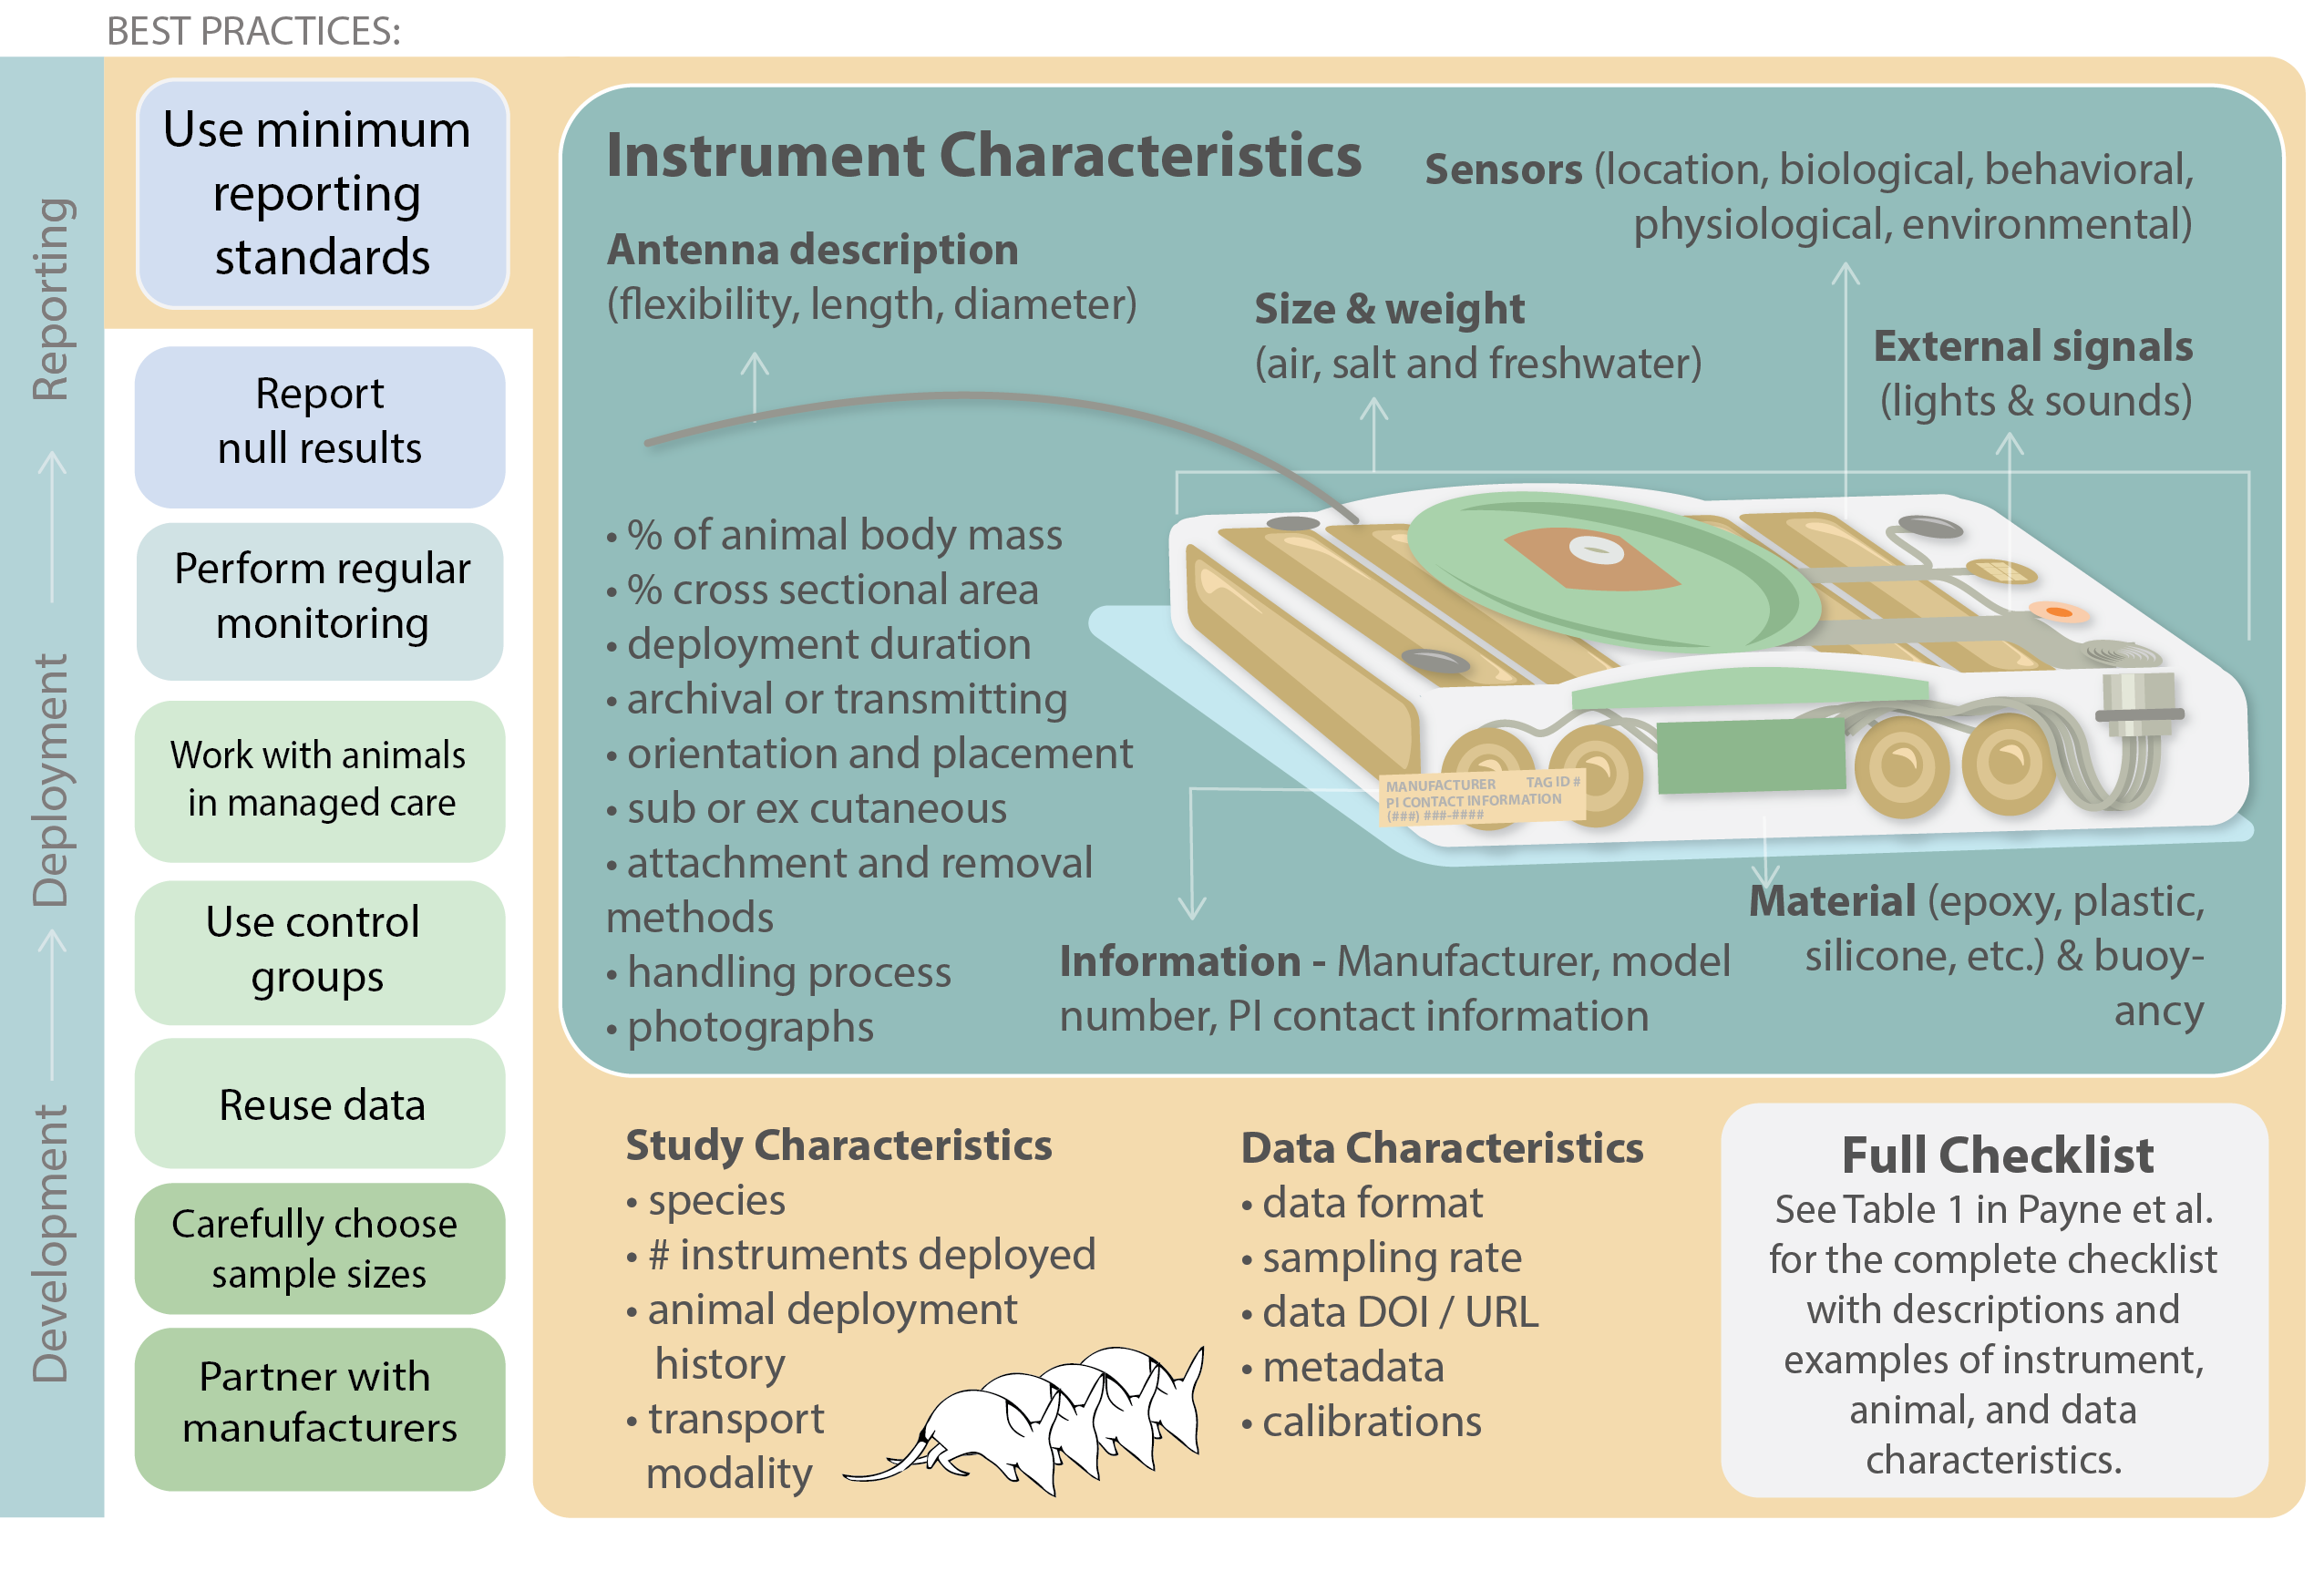 BEST PRACTICES:
Reporting
Deployment
Development
Use minimum
reporting
standards
Report
null results
Perform regular
monitoring
Work with animals
in managed care
Use control
groups
Reuse data
Carefully choose
sample sizes
Partner with
manufacturers
Instrument Characteristics
Antenna description
(flexibility, length, diameter)
Size & weight
(air, salt and freshwater)
Sensors (location, biological, behavioral,
physiological, environmental)
External signals
(lights & sounds)
• % of animal body mass
• % cross sectional area
• deployment duration
• archival or transmitting
• orientation and placement
• sub or ex cutaneous
• attachment and removal
methods
• handling process
• photographs
MANUFACTURER TAG ID #
PI CONTACT INFORMATION
(###) ###-####
Information - Manufacturer, model
number, PI contact information
Material (epoxy, plastic,
silicone, etc.) & buoy-
ancy
Study Characteristics
• species
• # instruments deployed
• animal deployment
history
• transport
modality
Data Characteristics
• data format
• sampling rate
• data DOI / URL
• metadata
• calibrations
Full Checklist
See Table 1 in Payne et al.
for the complete checklist
with descriptions and
examples of instrument,
animal, and data
characteristics.